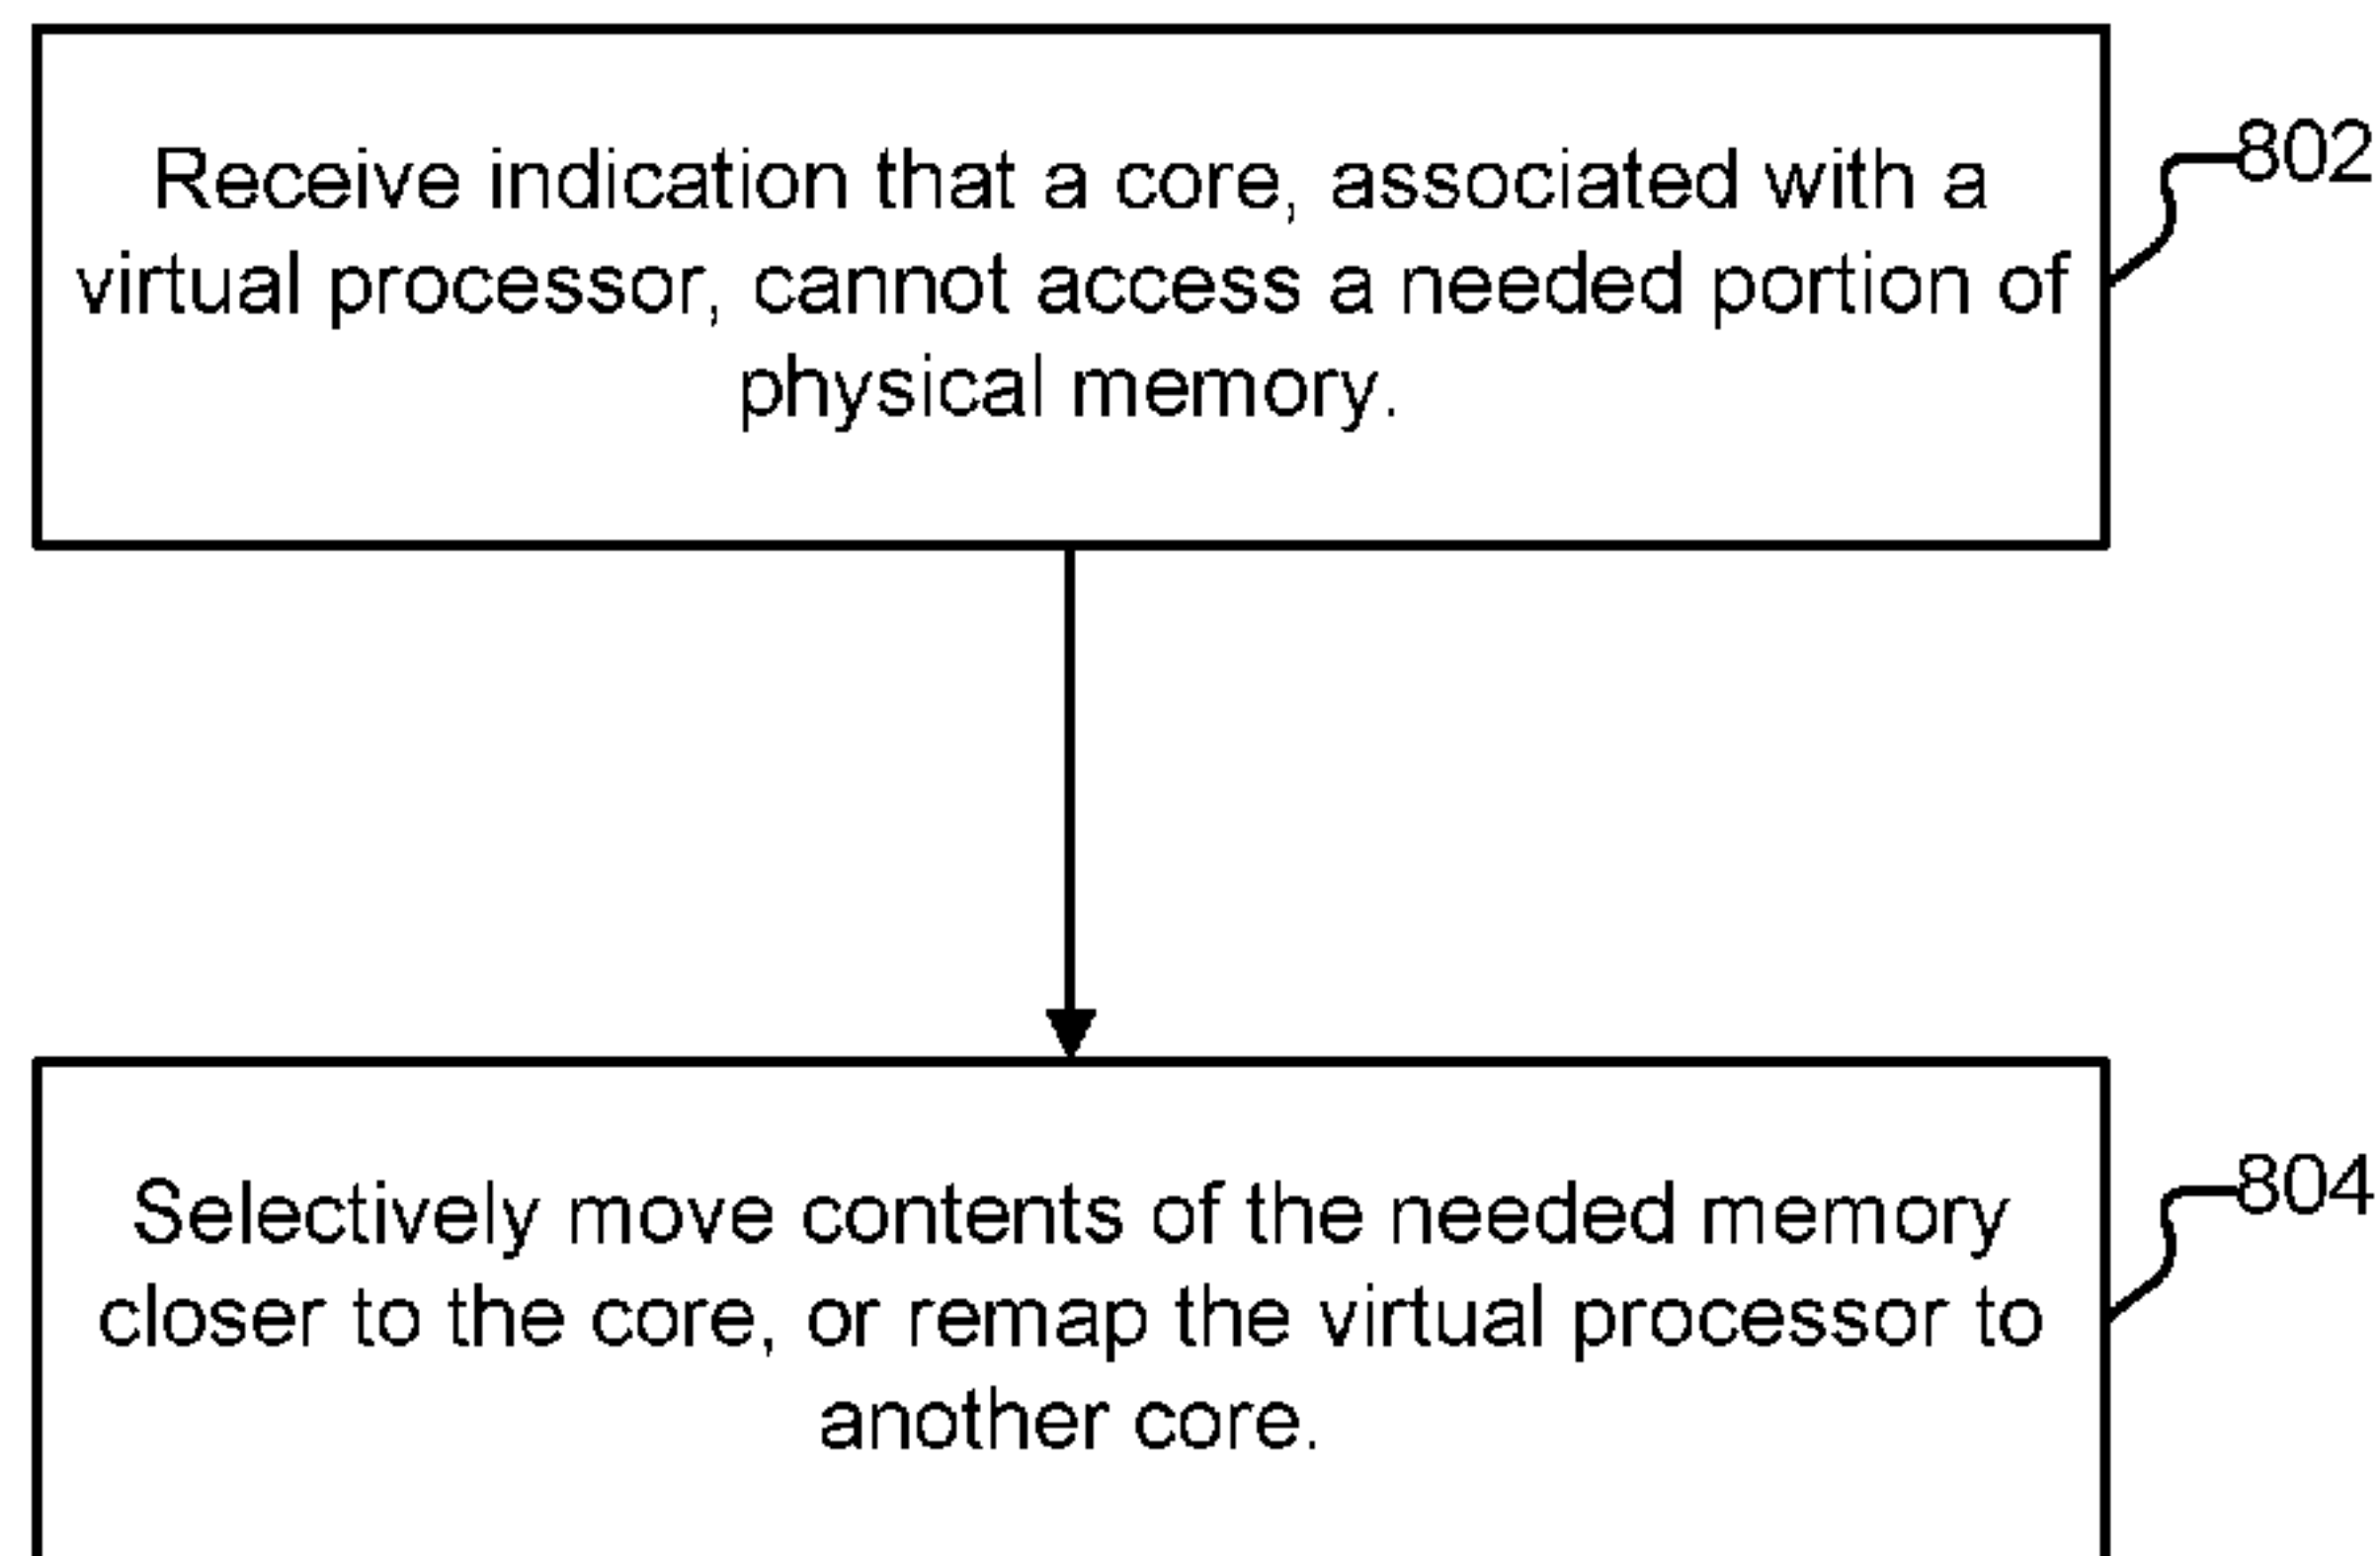 Receive indication that a core, associated with a
802
virtual processor, cannot access a needed portion of
physical memory.
Selectively move contents of the needed memory
804
closer to the core, or remap the virtual processor to
another core.